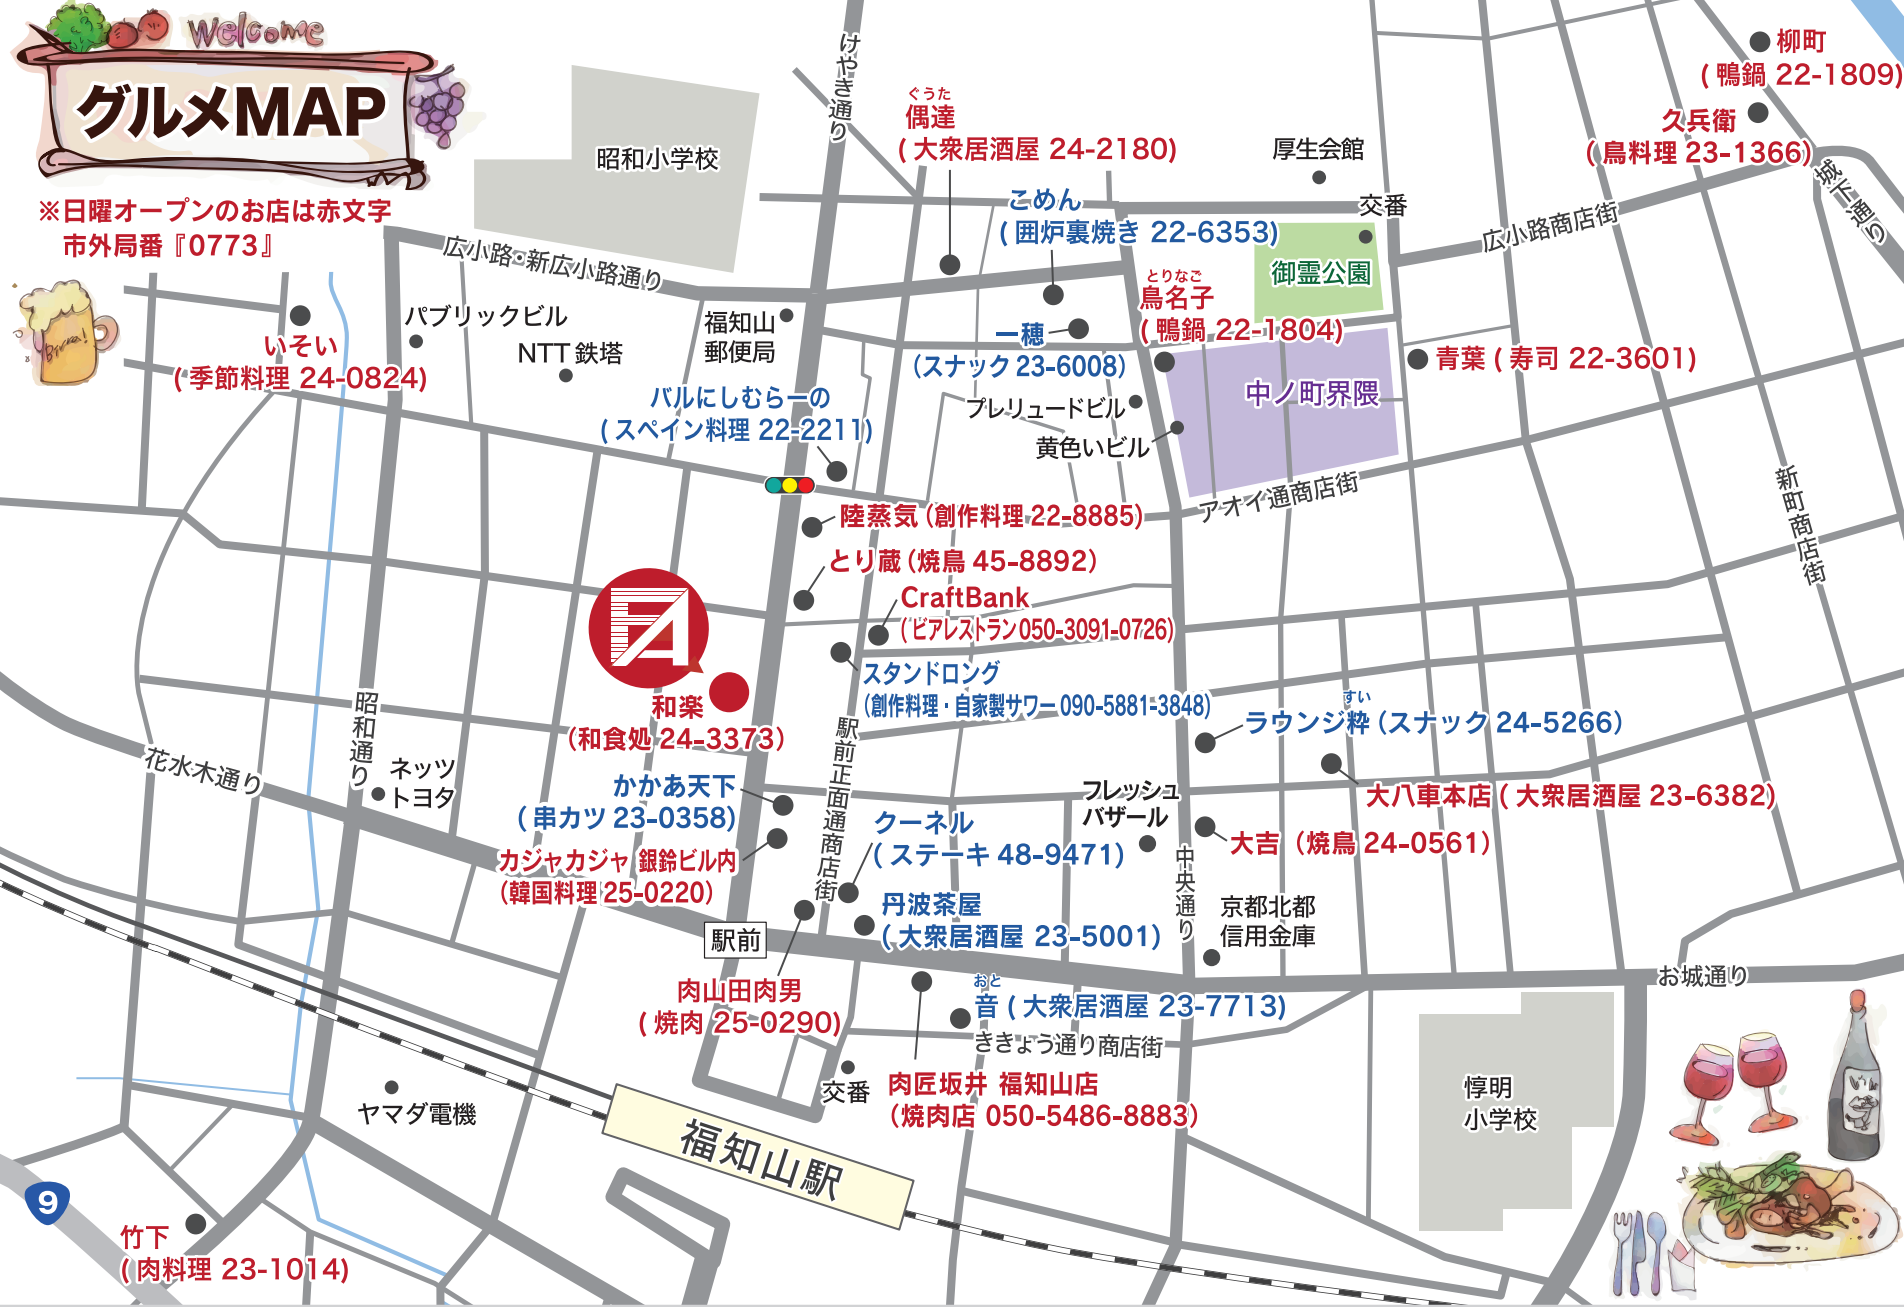 Welcome
グルメMAP
※日曜オープンのお店は赤文字
市外局番『0773』
けやき通り
昭和小学校
ぐうた
偶達
(大衆居酒屋 24-2180)
こめん
(囲炉裏焼き 22-6353)
厚生会館
交番
柳町
(鴨鍋 22-1809)
久兵衛
(鳥料理 23-1366)
城下通り
広小路商店街
広小路・新広小路通り
御霊公園
とりなご
鳥名子
(鴨鍋 22-1804)
いそい
(季節料理 24-0824)
パブリックビル
NTT鉄塔
福知山
郵便局
一穂
(スナック 23-6008)
青葉(寿司 22-3601)
中ノ町界隈
バルにしむらーの
(スペイン料理 22-2211)
プレリュードビル
黄色いビル
アオイ通商店街
新町商店街
陸蒸気(創作料理 22-8885)
とり蔵(焼鳥 45-8892)
CraftBank
(ビアレストラン 050-3091-0726)
スタンドロング
(創作料理・自家製サワー 090-5881-3848)
FA
和楽
(和食処 24-3373)
昭和通り
花水木通り
ネッツ
トヨタ
駅前正面通商店街
すい
ラウンジ粋(スナック 24-5266)
かかあ天下
(串カツ 23-0358)
カジャカジャ 銀鈴ビル内
(韓国料理 25-0220)
クーネル
(ステーキ 48-9471)
フレッシュ
バザール
大八車本店(大衆居酒屋 23-6382)
大吉(焼鳥 24-0561)
中央通り
丹波茶屋
(大衆居酒屋 23-5001)
京都北都
信用金庫
駅前
お城通り
肉山田肉男
(焼肉 25-0290)
おと
音(大衆居酒屋 23-7713)
ききょう通り商店街
交番
肉匠坂井 福知山店
(焼肉店 050-5486-8883)
惇明
小学校
ヤマダ電機
福知山駅
9
竹下
(肉料理 23-1014)